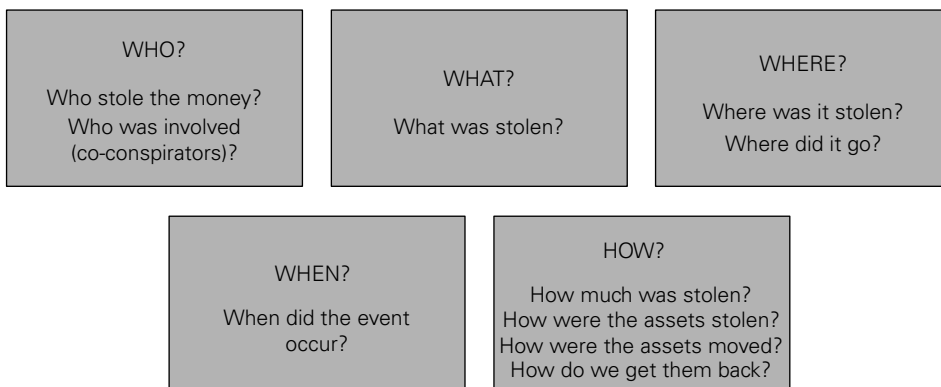 WHO?
Who stole the money?
Who was involved
(co-conspirators)?
WHAT?
What was stolen?
WHERE?
Where was it stolen?
Where did it go?
WHEN?
When did the event
occur?
HOW?
How much was stolen?
How were the assets stolen?
How were the assets moved?
How do we get them back?